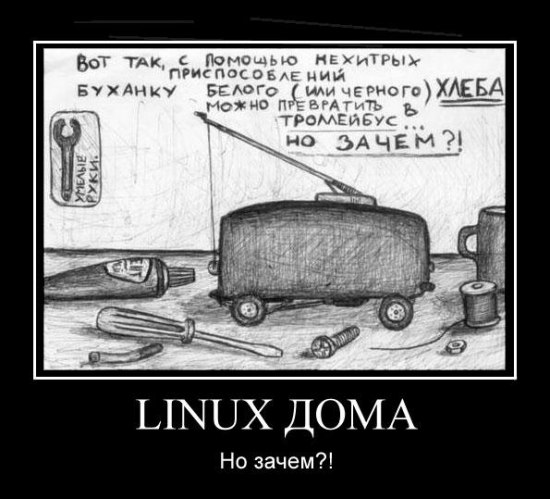 ВОТ ТАК, С ПОМОЩЬЮ НЕХИТРЫХ
ПРИСПОСОБЛЕНИЙ
БУХАНКУ БЕЛОГО (ИЛИ ЧЕРНОГО) ХЛЕБА
МОЖНО ПРЕВРАТИТЬ В
ТРОЛЛЕЙБУС...
НО ЗАЧЕМ?!
УМЕЛЫЕ
РУКИ.
LINUX ДОМА
Но зачем?!